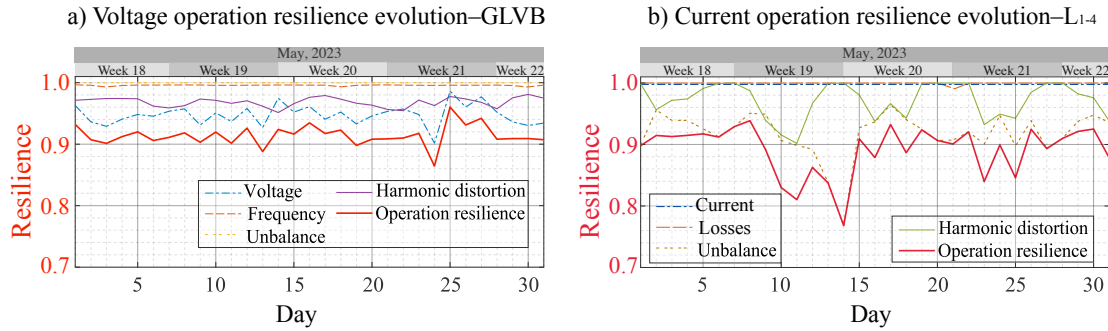 a) Voltage operation resilience evolution–GLVB
May, 2023
Week 18 Week 19 Week 20 Week 21 Week 22
1.0
0.9
0.8
0.7
Resilience
Voltage
Frequency
Unbalance
Harmonic distortion
Operation resilience
5 10 15 20 25 30
Day
b) Current operation resilience evolution–L1-4
May, 2023
Week 18 Week 19 Week 20 Week 21 Week 22
1.0
0.9
0.8
0.7
Resilience
Current
Losses
Unbalance
Harmonic distortion
Operation resilience
5 10 15 20 25 30
Day